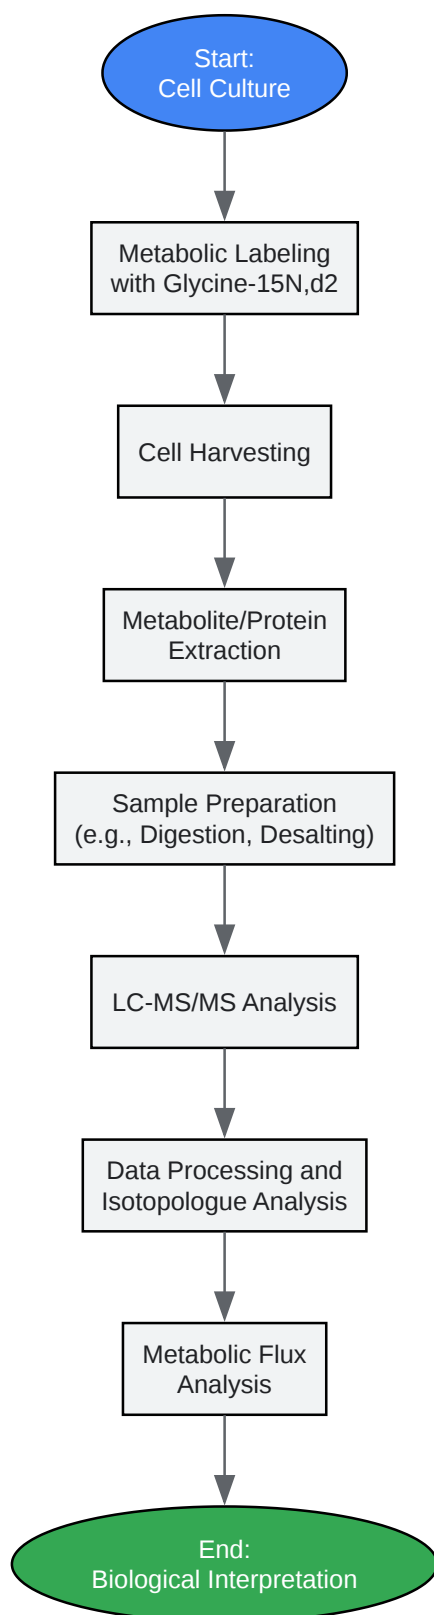 Start:
Cell Culture
Metabolic Labeling
with Glycine-15N,d2
Cell Harvesting
Metabolite/Protein
Extraction
Sample Preparation
(e.g., Digestion, Desalting)
LC-MS/MS Analysis
Data Processing and
Isotopologue Analysis
Metabolic Flux
Analysis
End:
Biological Interpretation